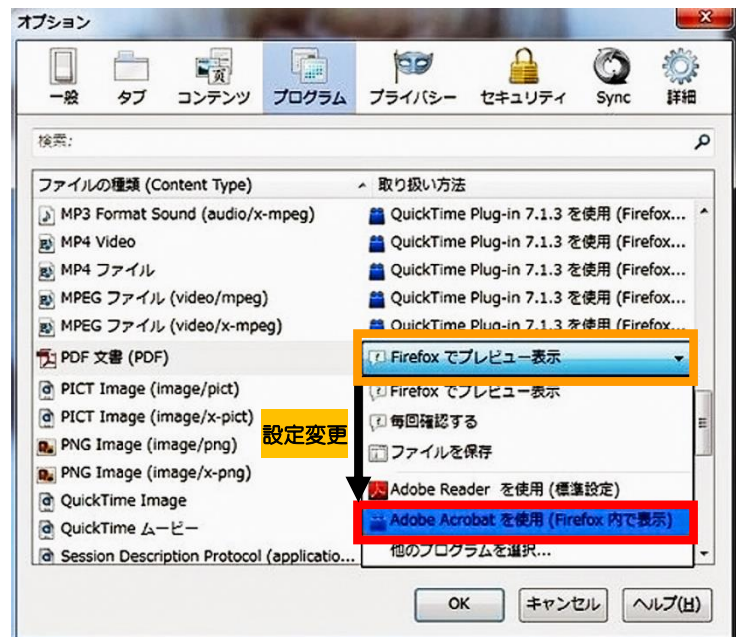 オプション
一般 タブ コンテンツ プログラム プライバシー セキュリティ Sync 詳細
検索:
ファイルの種類 (Content Type) 取り扱い方法
MP3 Format Sound (audio/x-mpeg) QuickTime Plug-in 7.1.3 を使用 (Firefox...
MP4 Video QuickTime Plug-in 7.1.3 を使用 (Firefox...
MP4 ファイル QuickTime Plug-in 7.1.3 を使用 (Firefox...
MPEG ファイル (video/mpeg) QuickTime Plug-in 7.1.3 を使用 (Firefox...
MPEG ファイル (video/x-mpeg) QuickTime Plug-in 7.1.3 を使用 (Firefox...
PDF 文書 (PDF) Firefox でプレビュー表示
PICT Image (image/pict) Firefox でプレビュー表示
PICT Image (image/x-pict) 毎回確認する
設定変更
PNG Image (image/png) ファイルを保存
PNG Image (image/x-png) Adobe Reader を使用 (標準設定)
QuickTime Image Adobe Acrobat を使用 (Firefox 内で表示)
QuickTime ムービー 他のプログラムを選択...
Session Description Protocol (applicatio...
OK キャンセル ヘルプ(H)